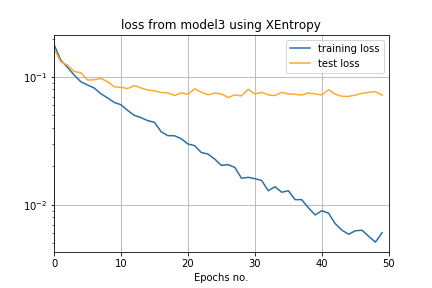 loss from model3 using XEntropy
training loss
test loss
10⁻¹
10⁻²
0 10 20 30 40 50
Epochs no.